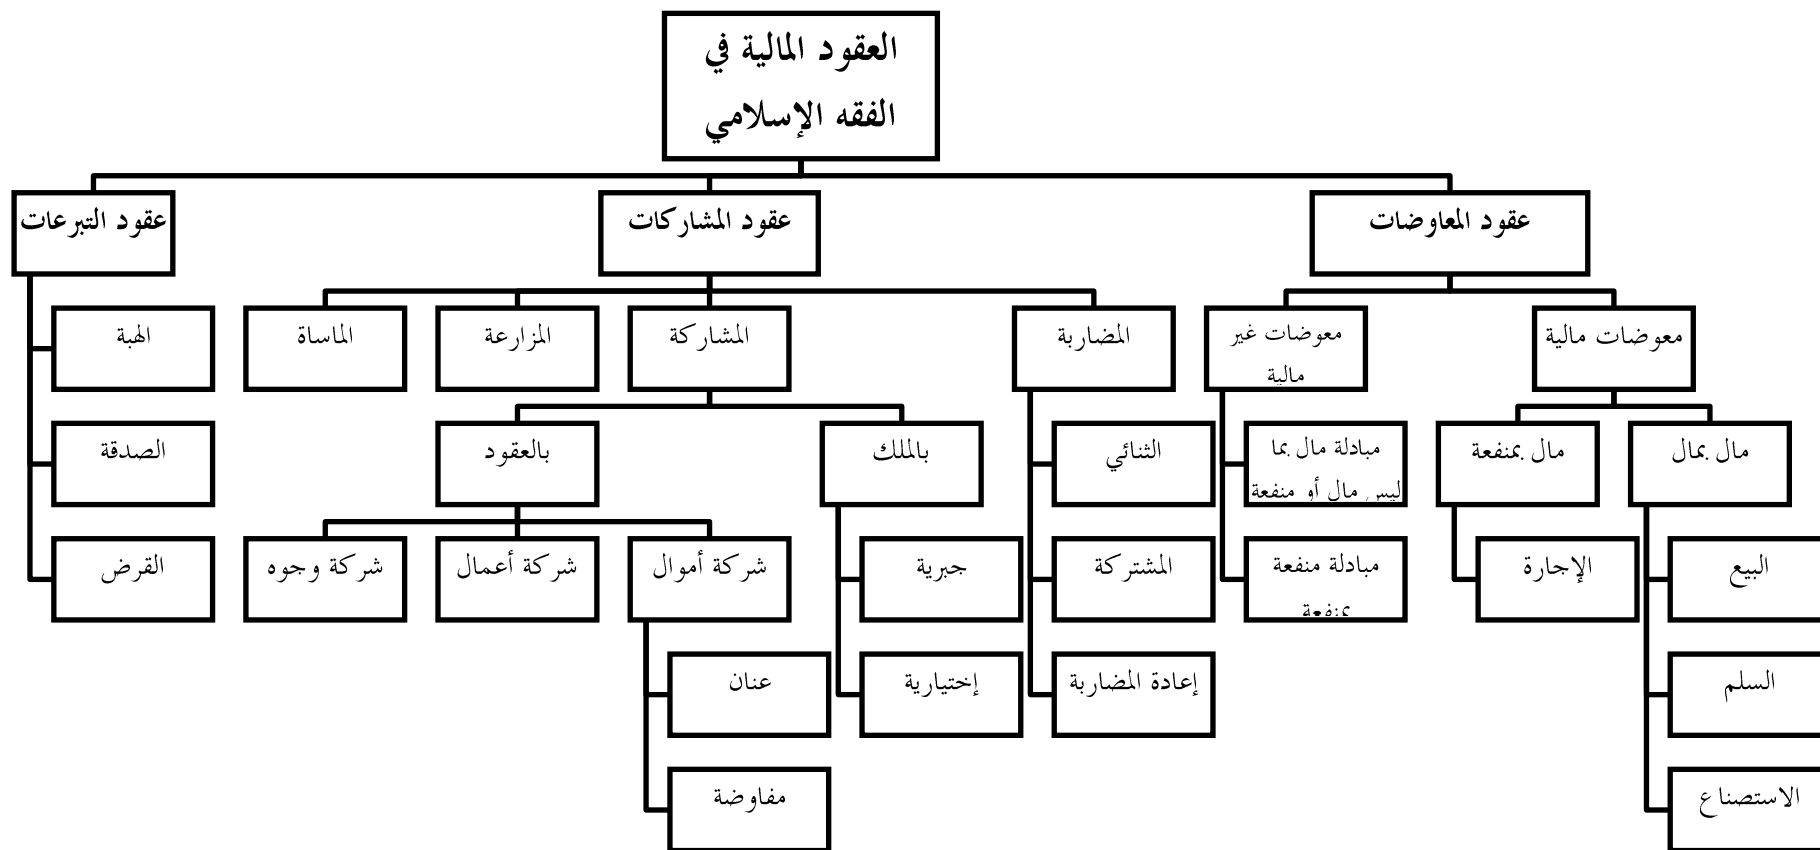 العقود المالية في
الفقه الإسلامي
عقود المعاوضات
عقود المشاركات
عقود التبرعات
معوضات مالية
معوضات غير
مالية
المضاربة
المشاركة
المزارعة
الماساة
الهبة
مال بمال
مال بمنفعة
مبادلة مال بما
ليس مال أو منفعة
الثنائي
بالملك
بالعقود
الصدقة
البيع
الإجارة
مبادلة منفعة
بمنفعة
المشتركة
جبرية
شركة أموال
شركة أعمال
شركة وجوه
القرض
السلم
إعادة المضاربة
إختيارية
عنان
الاستصناع
مفاوضة